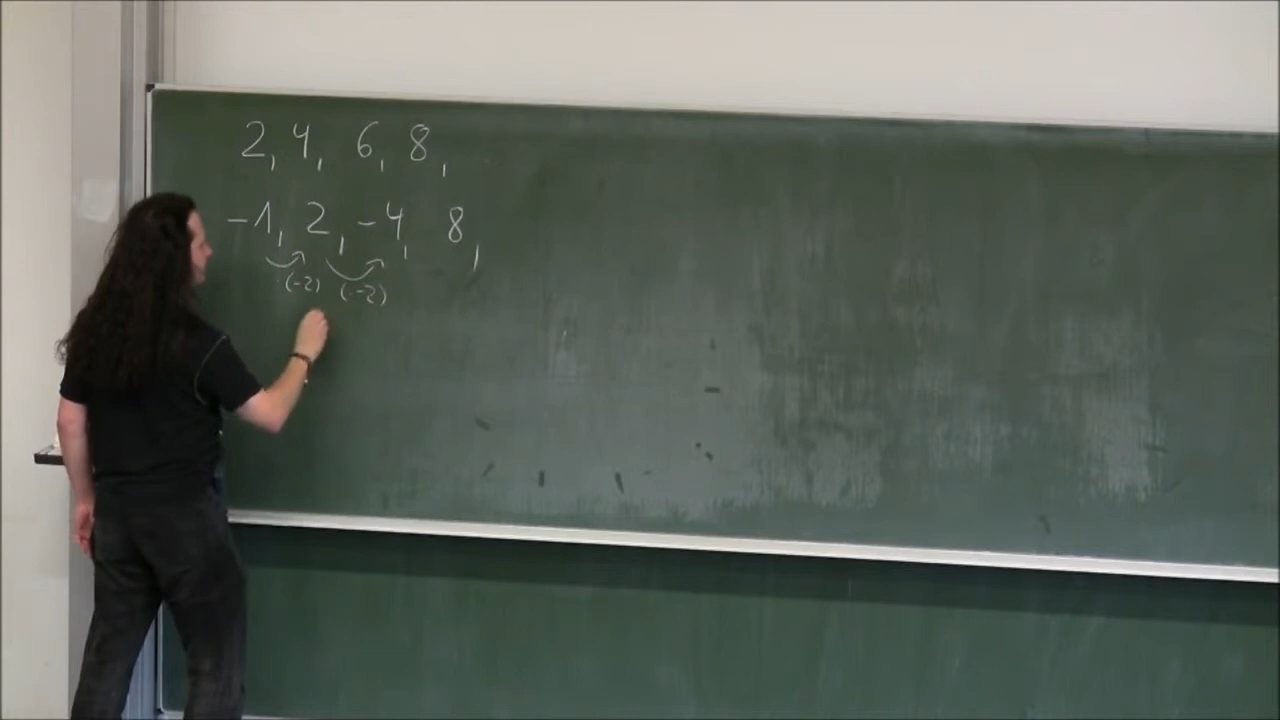 2, 4, 6, 8,
-1, 2, -4, 8,
·(-2) (·-2)